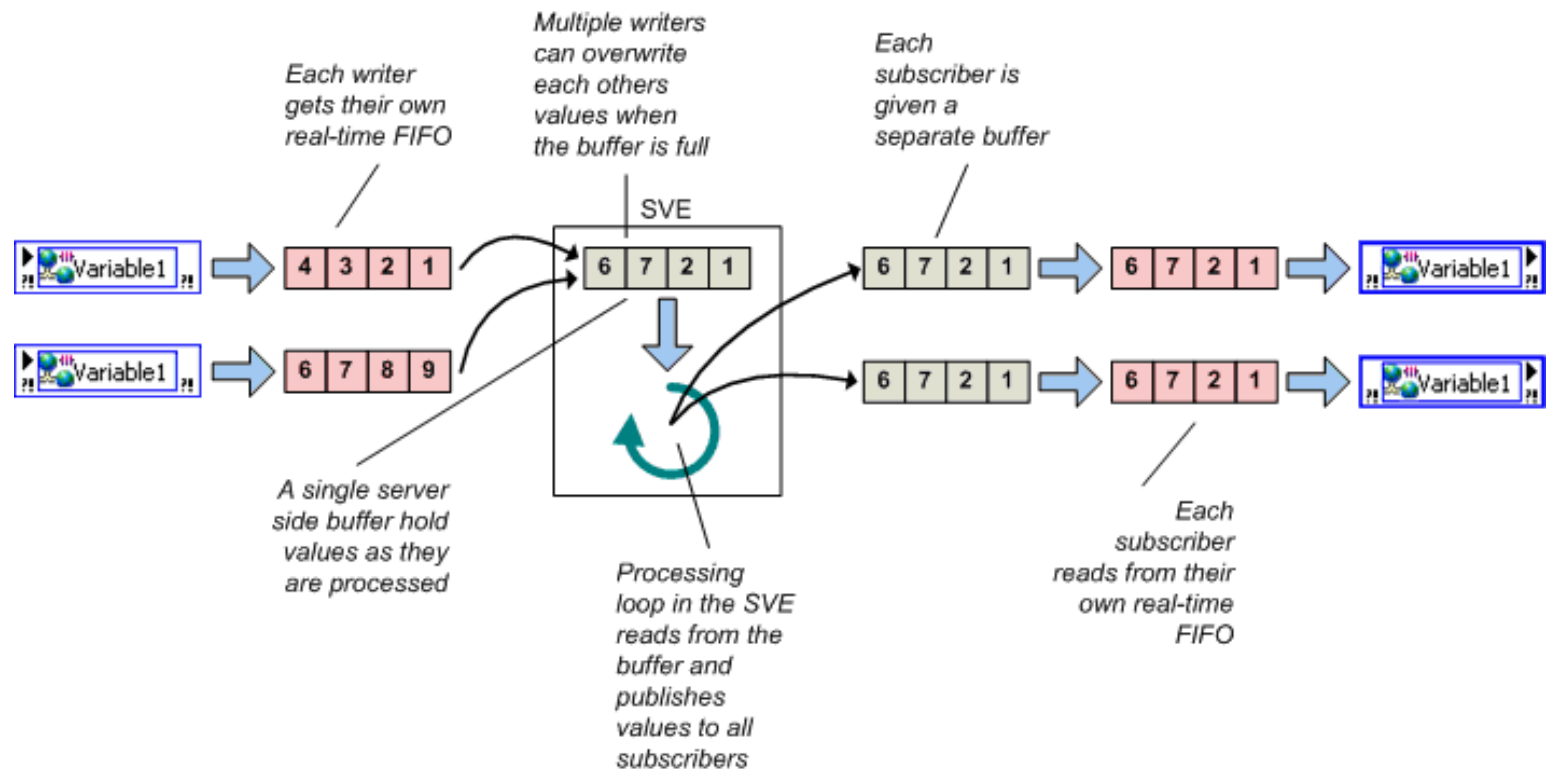 Each writer
gets their own
real-time FIFO
Multiple writers
can overwrite
each others
values when
the buffer is full
Each
subscriber is
given a
separate buffer
SVE
Variable1
?!
?!
4 3 2 1
6 7 2 1
6 7 2 1
6 7 2 1
Variable1
?!
?!
Variable1
?!
?!
6 7 8 9
6 7 2 1
6 7 2 1
Variable1
?!
?!
A single server
side buffer hold
values as they
are processed
Processing
loop in the SVE
reads from the
buffer and
publishes
values to all
subscribers
Each
subscriber
reads from their
own real-time
FIFO